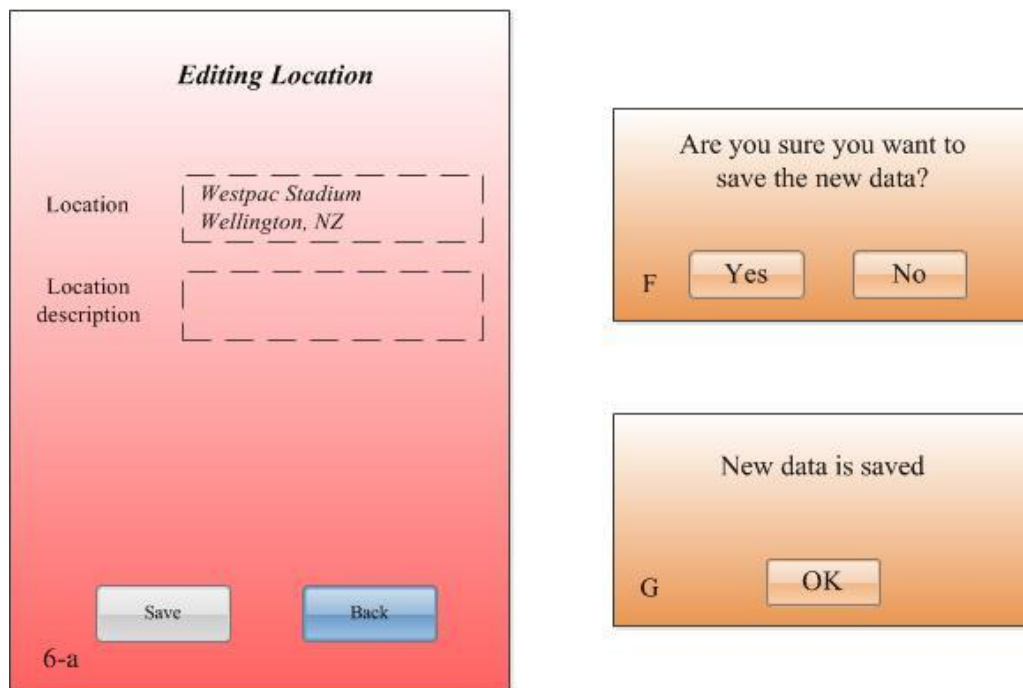 Editing Location
Location
Westpac Stadium
Wellington, NZ
Location
description
Save
Back
6-a
Are you sure you want to
save the new data?
F
Yes
No
New data is saved
G
OK